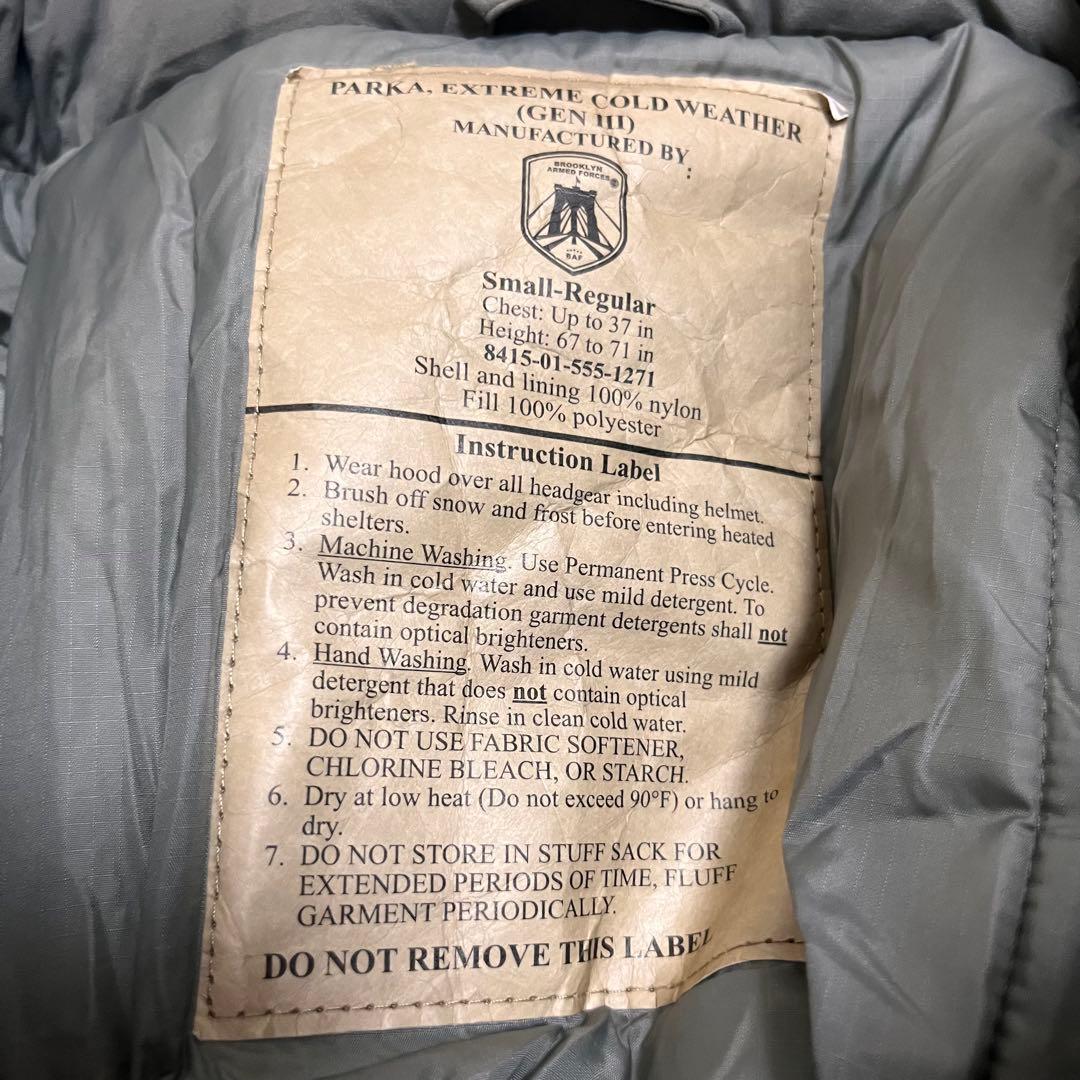 PARKA, EXTREME COLD WEATHER
(GEN III)
MANUFACTURED BY:
BROOKLYN
ARMED FORCES
BAF
Small-Regular
Chest: Up to 37 in
Height: 67 to 71 in
8415-01-555-1271
Shell and lining 100% nylon
Fill 100% polyester
Instruction Label
1. Wear hood over all headgear including helmet.
2. Brush off snow and frost before entering heated
shelters.
3. Machine Washing. Use Permanent Press Cycle.
Wash in cold water and use mild detergent. To
prevent degradation garment detergents shall not
contain optical brighteners.
4. Hand Washing. Wash in cold water using mild
detergent that does not contain optical
brighteners. Rinse in clean cold water.
5. DO NOT USE FABRIC SOFTENER,
CHLORINE BLEACH, OR STARCH.
6. Dry at low heat (Do not exceed 90°F) or hang to
dry.
7. DO NOT STORE IN STUFF SACK FOR
EXTENDED PERIODS OF TIME, FLUFF
GARMENT PERIODICALLY.
DO NOT REMOVE THIS LABEL